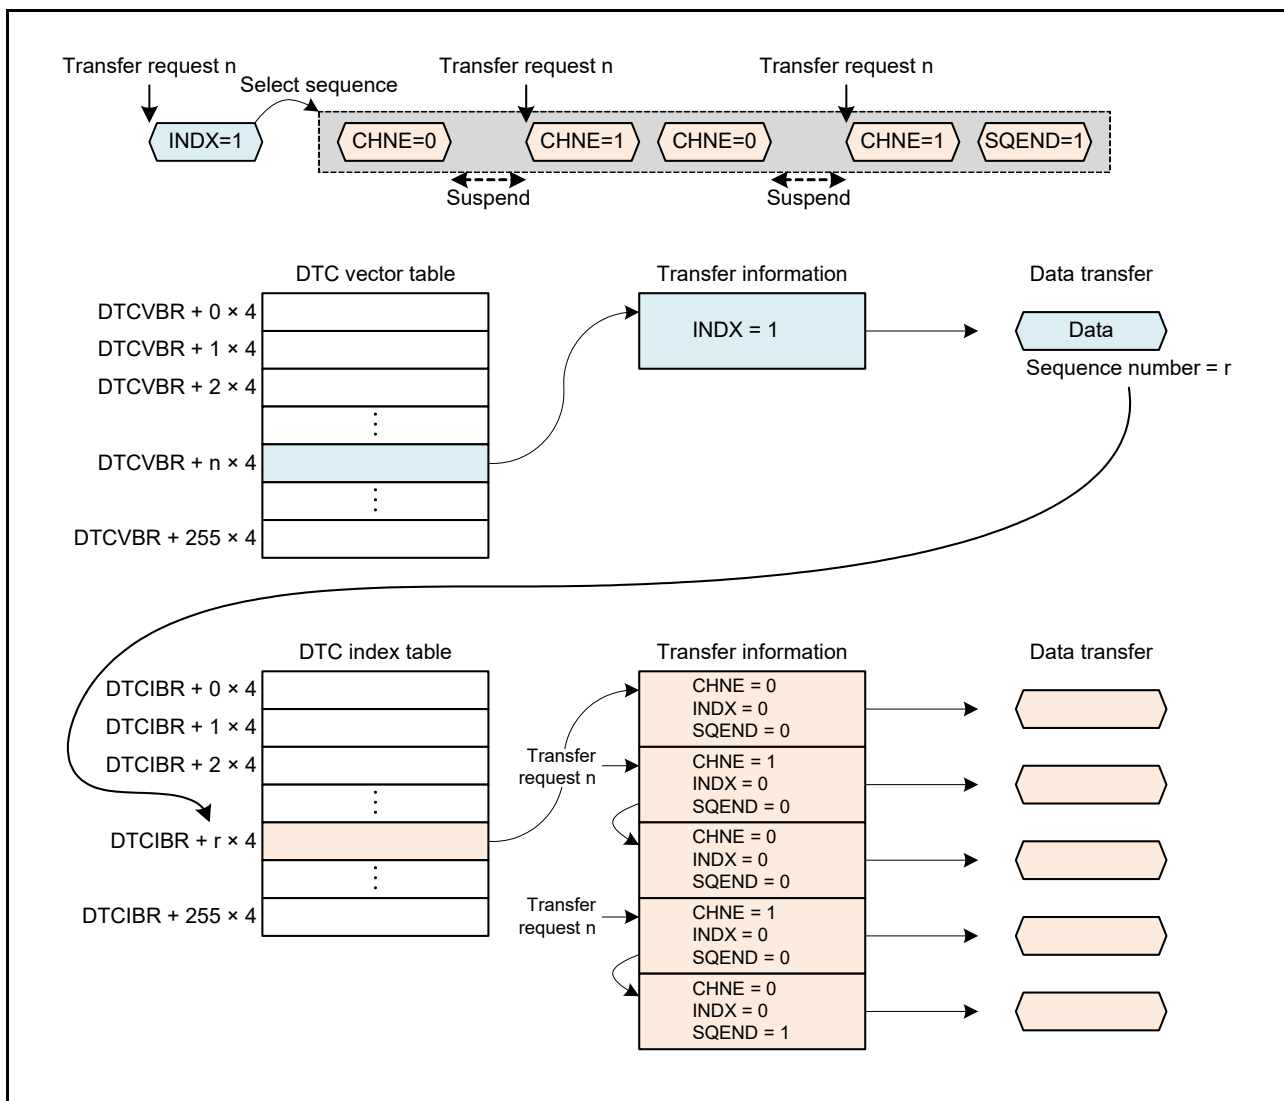 Transfer request n
Transfer request n
Transfer request n
Select sequence
INDX=1
CHNE=0
CHNE=1
CHNE=0
CHNE=1
SQEND=1
Suspend
Suspend
DTC vector table
Transfer information
Data transfer
DTCVBR + 0 × 4
DTCVBR + 1 × 4
DTCVBR + 2 × 4
⋮
DTCVBR + n × 4
⋮
DTCVBR + 255 × 4
INDX = 1
Data
Sequence number = r
DTC index table
Transfer information
Data transfer
DTCIBR + 0 × 4
DTCIBR + 1 × 4
DTCIBR + 2 × 4
⋮
DTCIBR + r × 4
⋮
DTCIBR + 255 × 4
CHNE = 0
INDX = 0
SQEND = 0
Transfer
request n
CHNE = 1
INDX = 0
SQEND = 0
CHNE = 0
INDX = 0
SQEND = 0
Transfer
request n
CHNE = 1
INDX = 0
SQEND = 0
CHNE = 0
INDX = 0
SQEND = 1